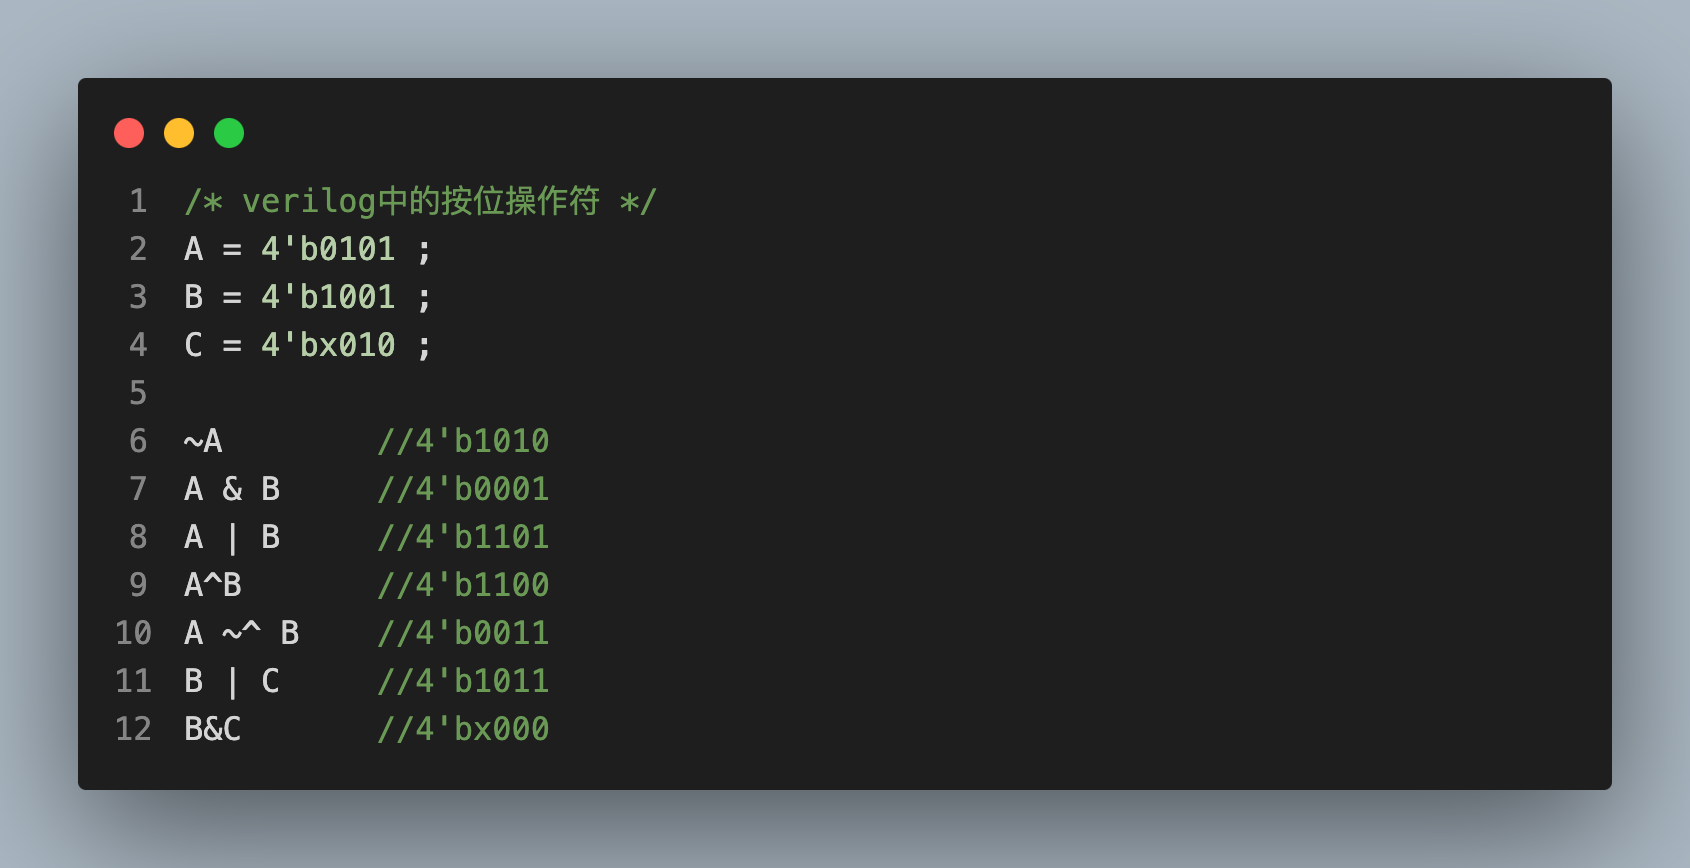 1 /* verilog中的按位操作符 */
2 A = 4'b0101 ;
3 B = 4'b1001 ;
4 C = 4'bx010 ;
5
6 ~A        //4'b1010
7 A & B     //4'b0001
8 A | B     //4'b1101
9 A^B       //4'b1100
10 A ~^ B    //4'b0011
11 B | C     //4'b1011
12 B&C       //4'bx000